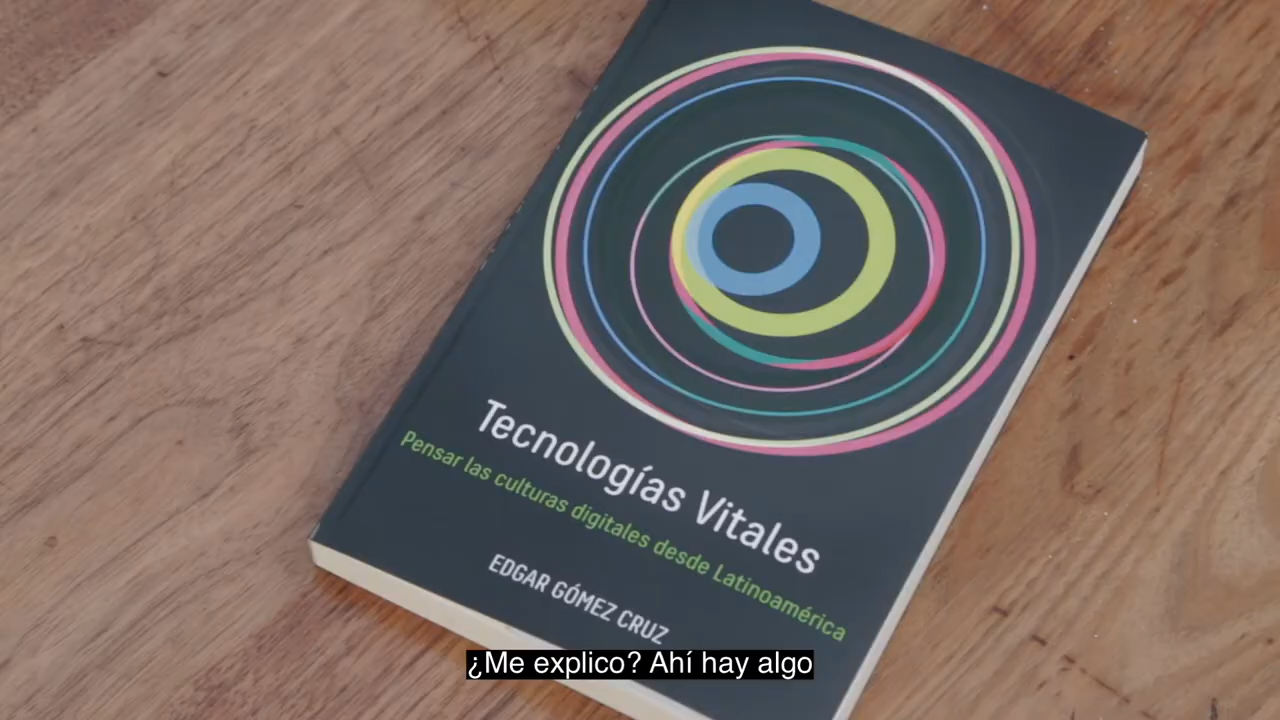 Tecnologías Vitales
Pensar las culturas digitales desde Latinoamérica
EDGAR GÓMEZ CRUZ
¿Me explico? Ahí hay algo